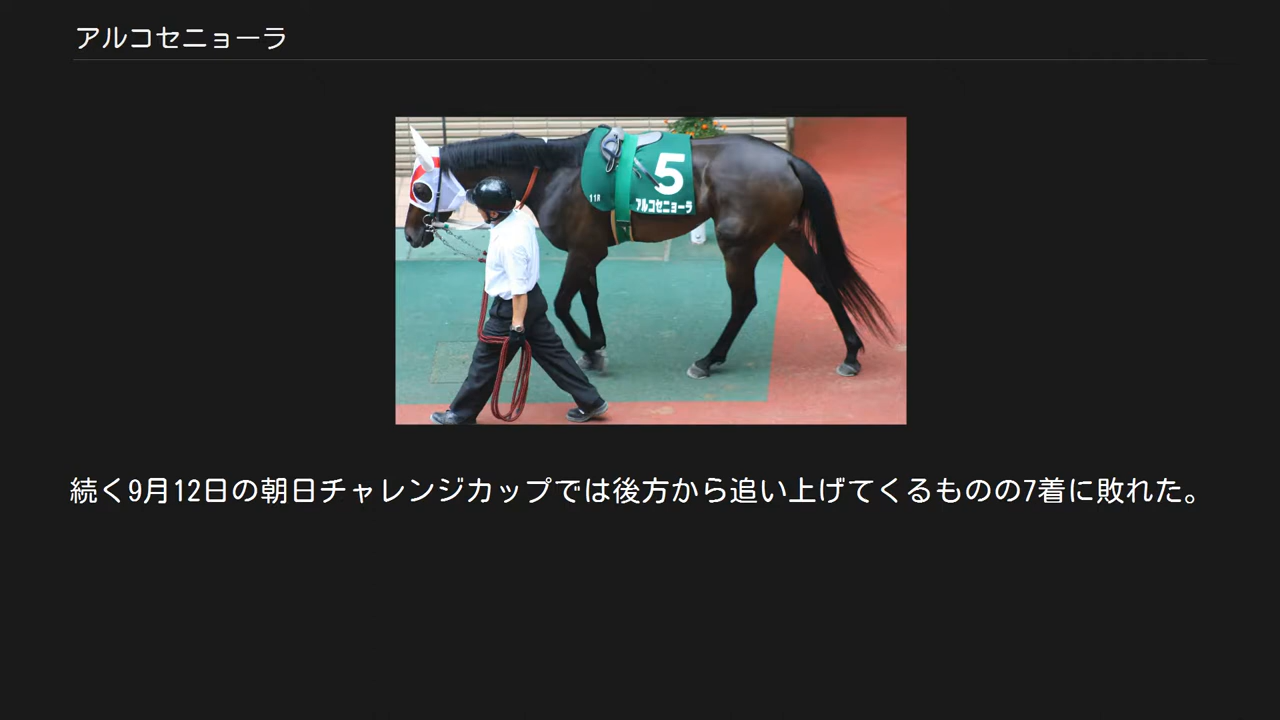 アルコセニョーラ
5
11R
アルコセニョーラ
続く9月12日の朝日チャレンジカップでは後方から追い上げてくるものの7着に敗れた。